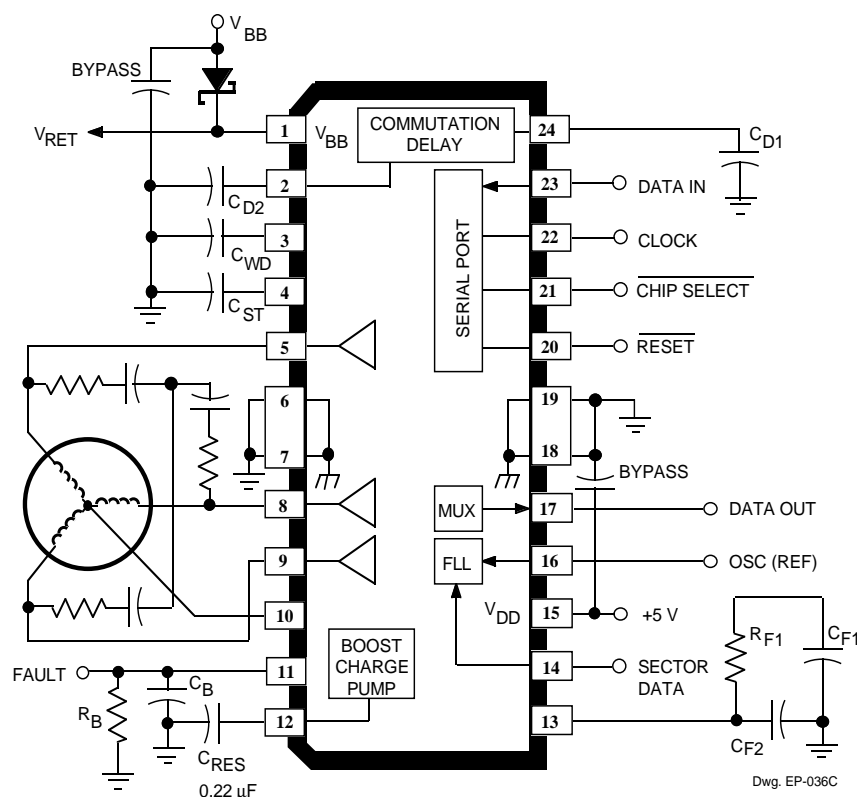 V BB
BYPASS
V RET
1
V BB
COMMUTATION DELAY
24
C D1
2
C D2
23
DATA IN
3
C WD
22
CLOCK
SERIAL PORT
4
C ST
21
CHIP SELECT
5
20
RESET
6
19
7
18
BYPASS
8
MUX
17
DATA OUT
9
FLL
16
OSC (REF)
10
V DD
15
+5 V
R F1
C F1
FAULT
11
BOOST CHARGE PUMP
14
SECTOR DATA
C B
R B
12
13
C RES
0.22 µF
C F2
Dwg. EP-036C